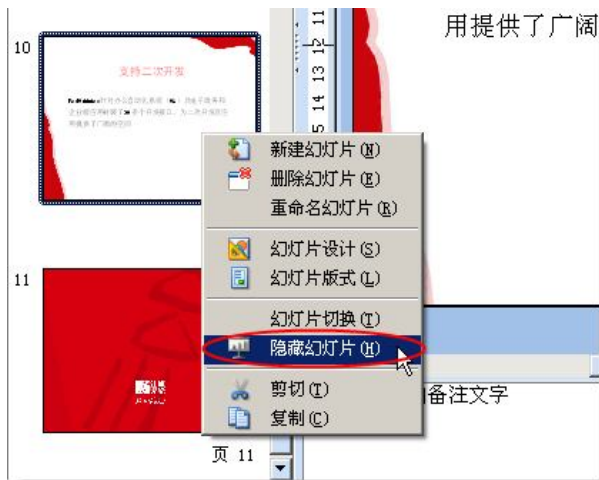 用提供了广阔
10
11
12
13
14
支持二次开发
新建幻灯片(N)
删除幻灯片(E)
重命名幻灯片(R)
幻灯片设计(S)
幻灯片版式(L)
11
幻灯片切换(T)
隐藏幻灯片(H)
剪切(T)
备注文字
复制(C)
页 11